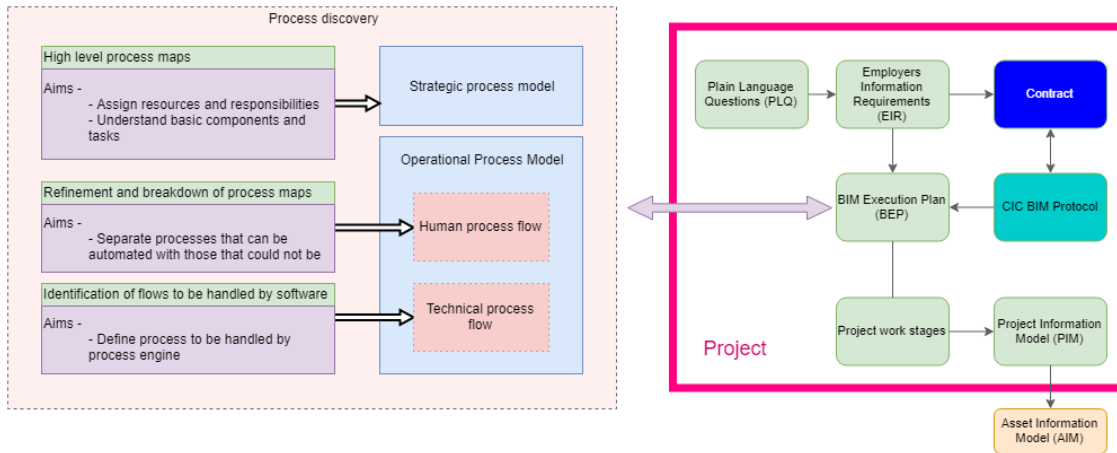 Process discovery
High level process maps
Aims -
- Assign resources and responsibilities
- Understand basic components and
tasks
Strategic process model
Refinement and breakdown of process maps
Aims -
- Separate processes that can be
automated with those that could not be
Operational Process Model
Human process flow
Identification of flows to be handled by software
Aims -
- Define process to be handled by
process engine
Technical process
flow
Plain Language
Questions (PLQ)
Employers
Information
Requirements
(EIR)
Contract
BIM Execution Plan
(BEP)
CIC BIM Protocol
Project
Project work stages
Project Information
Model (PIM)
Asset Information
Model (AIM)